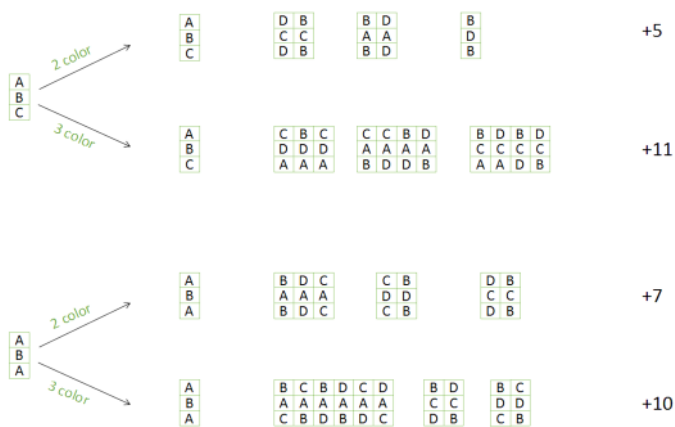 A D B B D B
B C C A A D +5
C D B B D B
2 color
A
B
C
3 color
A C B C C C B D B D B D
B D D D A A A A C C C C +11
C A A A B D D B A A D B
A B D C C B D B
B A A A D D C C +7
A B D C C B D B
2 color
A
B
A
3 color
A B C B D C D B D B C
B A A A A A A C C D D +10
A C B D B D C D B C B